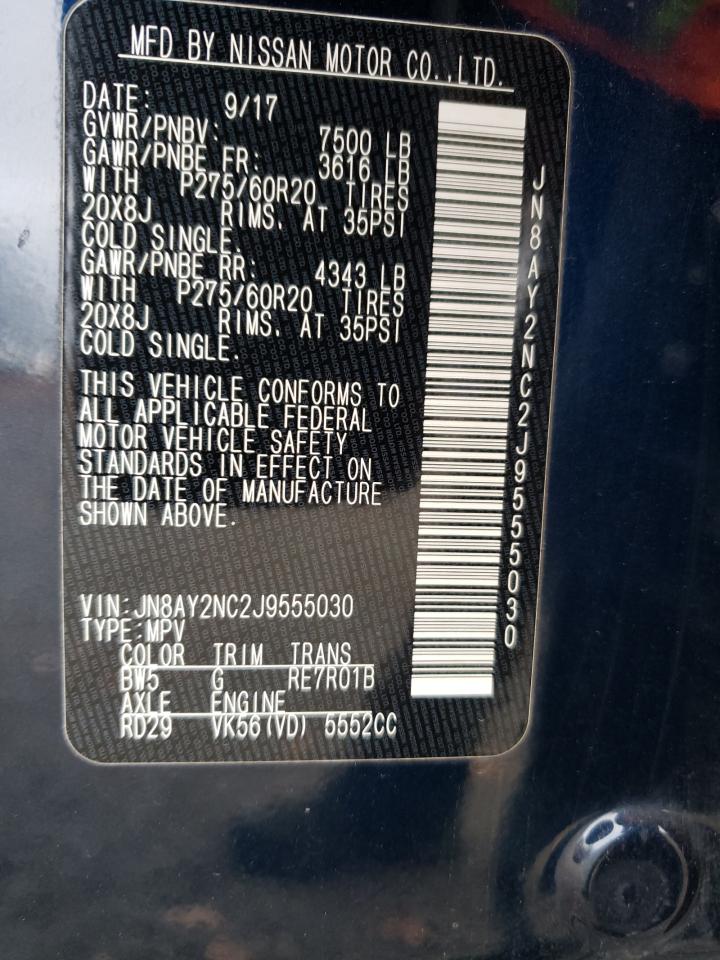 MFD BY NISSAN MOTOR CO.,LTD.
DATE: 9/17
GVWR/PNBV: 7500 LB
GAWR/PNBE FR: 3616 LB
WITH P275/60R20 TIRES
20X8J RIMS, AT 35PSI
COLD SINGLE.
GAWR/PNBE RR: 4343 LB
WITH P275/60R20 TIRES
20X8J RIMS, AT 35PSI
COLD SINGLE.
THIS VEHICLE CONFORMS TO
ALL APPLICABLE FEDERAL
MOTOR VEHICLE SAFETY
STANDARDS IN EFFECT ON
THE DATE OF MANUFACTURE
SHOWN ABOVE.
VIN:JN8AY2NC2J9555030
TYPE:MPV
COLOR TRIM TRANS
BW5 G RE7R01B
AXLE ENGINE
RD29 VK56(VD) 5552CC
JN8AY2NC2J9555030